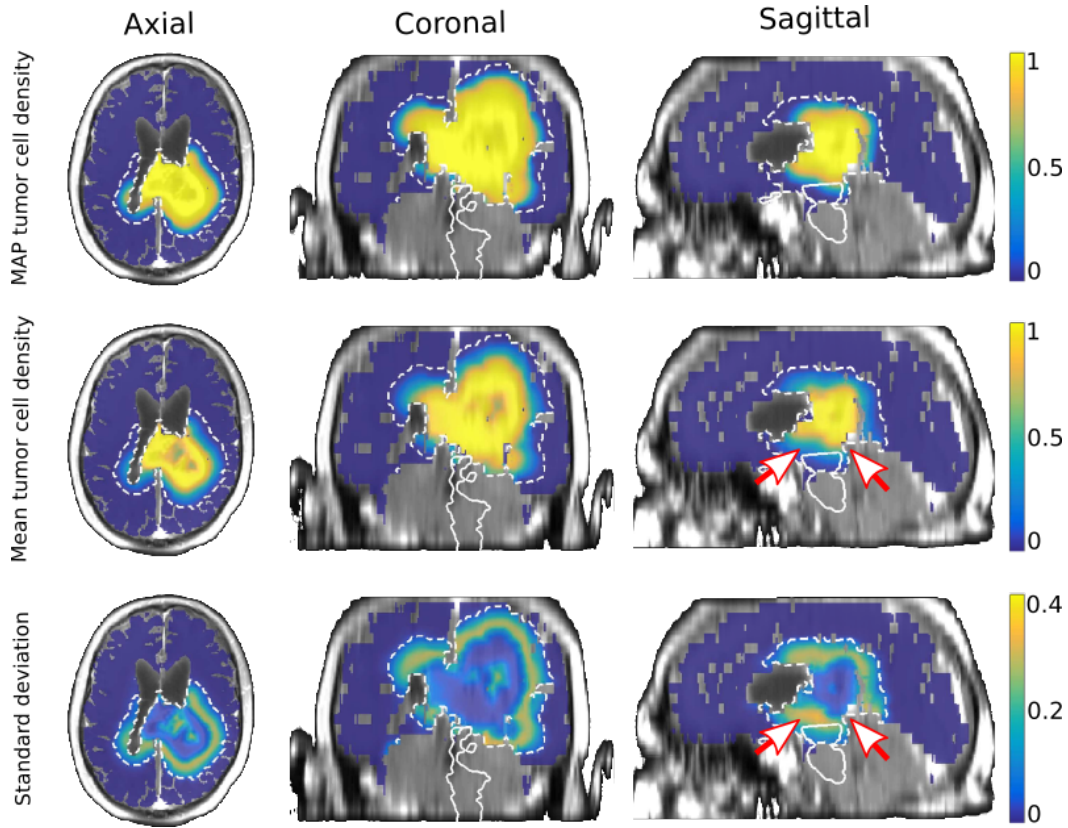 Axial
Coronal
Sagittal
MAP tumor cell density
1
0.5
0
Mean tumor cell density
1
0.5
0
Standard deviation
0.4
0.2
0